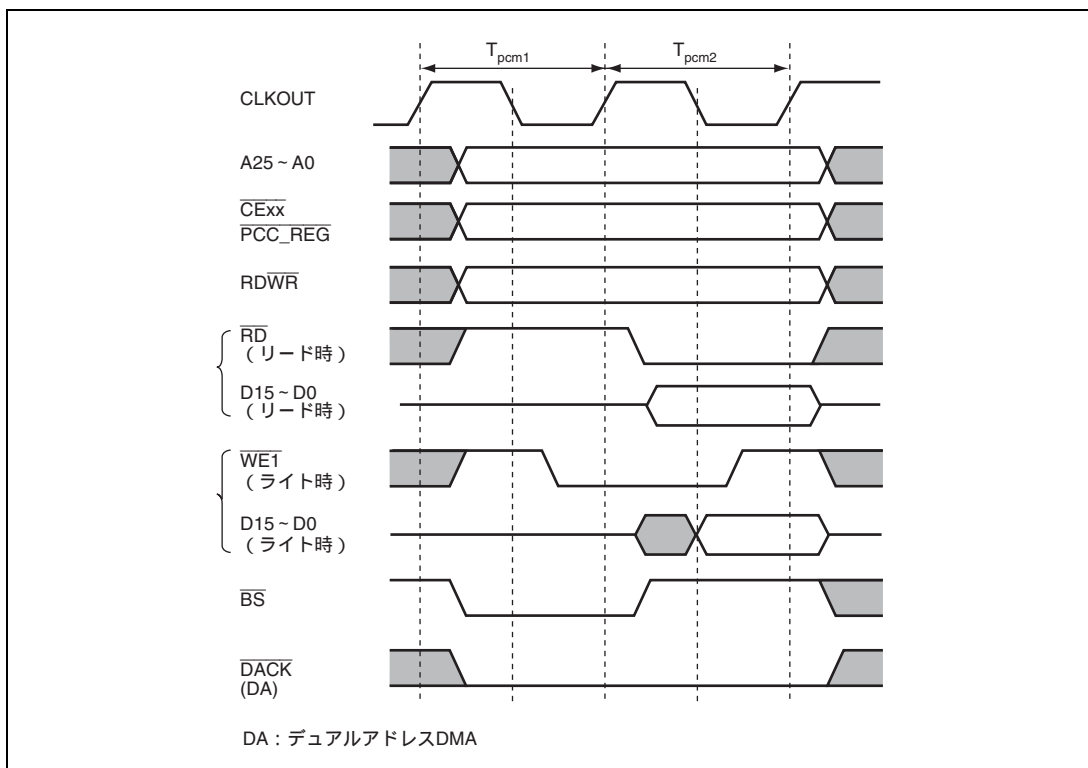 Tpcm1 Tpcm2
CLKOUT
A25~A0
CExx
PCC_REG
RDWR
RD
（リード時）
D15~D0
（リード時）
WE1
（ライト時）
D15~D0
（ライト時）
BS
DACK
(DA)
DA：デュアルアドレスDMA